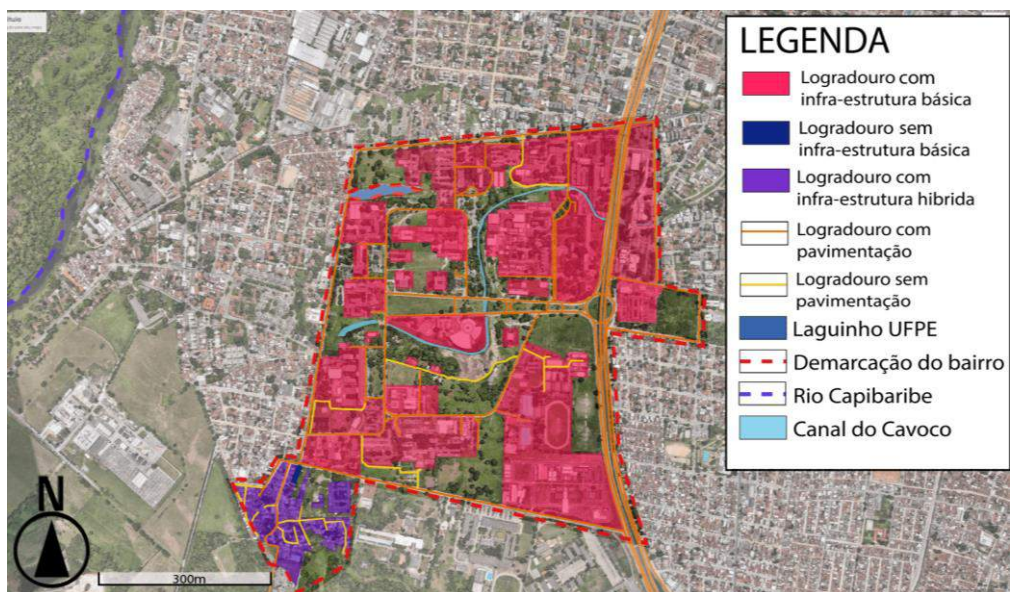 LEGENDA
Logradouro com
infra-estrutura básica
Logradouro sem
infra-estrutura básica
Logradouro com
infra-estrutura hibrida
Logradouro com
pavimentação
Logradouro sem
pavimentação
Laguinho UFPE
Demarcação do bairro
Rio Capibaribe
Canal do Cavoco
N
300m